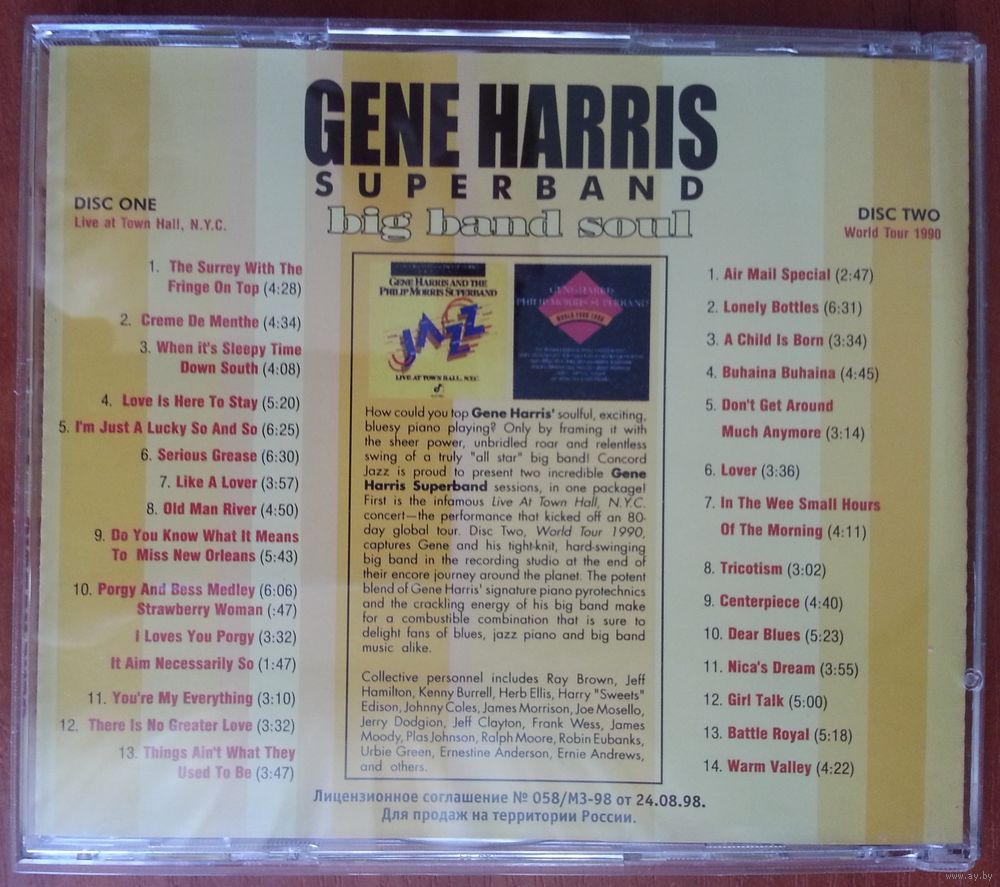 GENE HARRIS
SUPERBAND
big band soul
DISC ONE
Live at Town Hall, N.Y.C.
1. The Surrey With The
Fringe On Top (4:28)
2. Creme De Menthe (4:34)
3. When it's Sleepy Time
Down South (4:08)
4. Love Is Here To Stay (5:20)
5. I'm Just A Lucky So And So (6:25)
6. Serious Grease (6:30)
7. Like A Lover (3:57)
8. Old Man River (4:50)
9. Do You Know What It Means
To Miss New Orleans (5:43)
10. Porgy And Bess Medley (6:06)
Strawberry Woman (:47)
I Loves You Porgy (3:32)
It Aim Necessarily So (1:47)
11. You're My Everything (3:10)
12. There Is No Greater Love (3:32)
13. Things Ain't What They
Used To Be (3:47)
GENE HARRIS AND THE
PHILIP MORRIS SUPERBAND
JAZZ
LIVE AT TOWN HALL, N.Y.C.
GENE HARRIS
PHILIP MORRIS SUPERBAND
WORLD TOUR 1990
How could you top Gene Harris' soulful, exciting,
bluesy piano playing? Only by framing it with
the sheer power, unbridled roar and relentless
swing of a truly "all star" big band! Concord
Jazz is proud to present two incredible Gene
Harris Superband sessions, in one package!
First is the infamous Live At Town Hall, N.Y.C.
concert—the performance that kicked off an 80-
day global tour. Disc Two, World Tour 1990,
captures Gene and his tight-knit, hard-swinging
big band in the recording studio at the end of
their encore journey around the planet. The potent
blend of Gene Harris' signature piano pyrotechnics
and the crackling energy of his big band make
for a combustible combination that is sure to
delight fans of blues, jazz piano and big band
music alike.
Collective personnel includes Ray Brown, Jeff
Hamilton, Kenny Burrell, Herb Ellis, Harry "Sweets"
Edison, Johnny Coles, James Morrison, Joe Mosello,
Jerry Dodgion, Jeff Clayton, Frank Wess, James
Moody, Plas Johnson, Ralph Moore, Robin Eubanks,
Urbie Green, Ernestine Anderson, Ernie Andrews,
and others.
DISC TWO
World Tour 1990
1. Air Mail Special (2:47)
2. Lonely Bottles (6:31)
3. A Child Is Born (3:34)
4. Buhaina Buhaina (4:45)
5. Don't Get Around
Much Anymore (3:14)
6. Lover (3:36)
7. In The Wee Small Hours
Of The Morning (4:11)
8. Tricotism (3:02)
9. Centerpiece (4:40)
10. Dear Blues (5:23)
11. Nica's Dream (3:55)
12. Girl Talk (5:00)
13. Battle Royal (5:18)
14. Warm Valley (4:22)
Лицензионное соглашение № 058/МЗ-98 от 24.08.98.
Для продаж на территории России.
www.ay.by